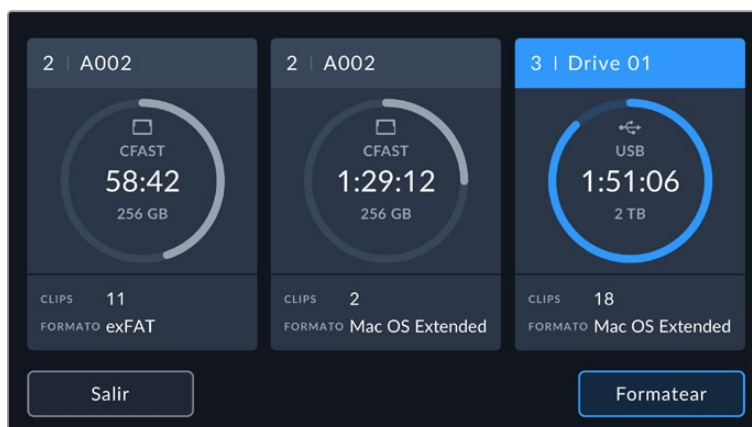 2 | A002
CFAST
58:42
256 GB
CLIPS 11
FORMATO exFAT
2 | A002
CFAST
1:29:12
256 GB
CLIPS 2
FORMATO Mac OS Extended
3 | Drive 01
USB
1:51:06
2 TB
CLIPS 18
FORMATO Mac OS Extended
Salir
Formatear